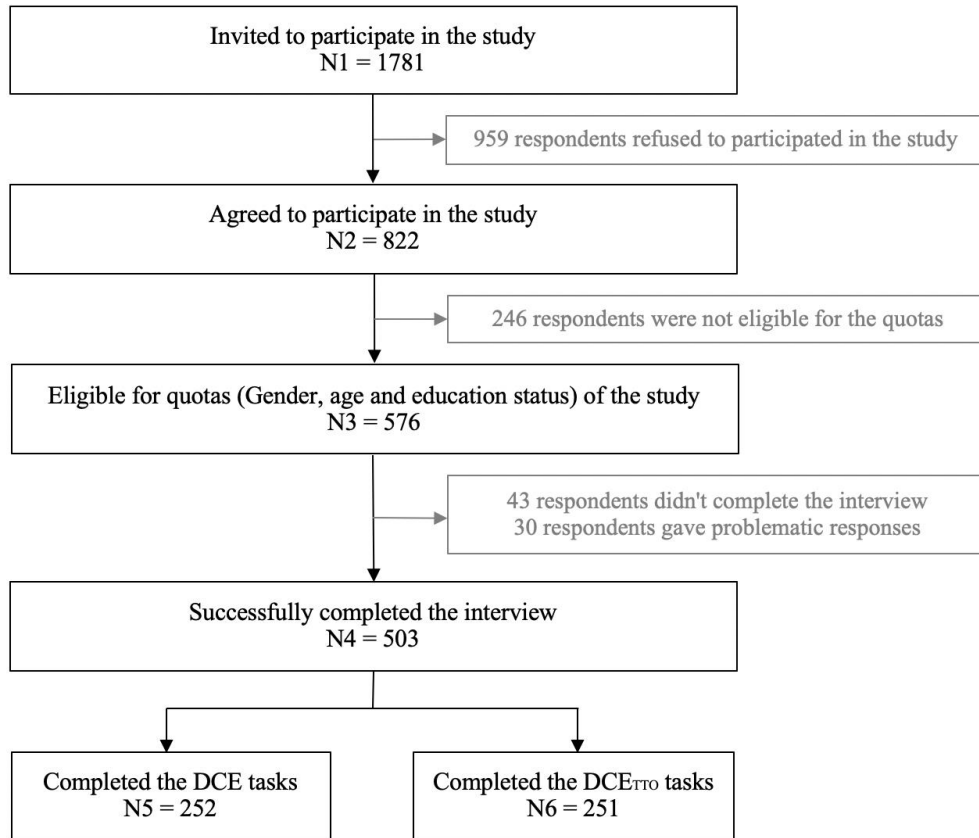 Invited to participate in the study
N1 = 1781
959 respondents refused to participated in the study
Agreed to participate in the study
N2 = 822
246 respondents were not eligible for the quotas
Eligible for quotas (Gender, age and education status) of the study
N3 = 576
43 respondents didn't complete the interview
30 respondents gave problematic responses
Successfully completed the interview
N4 = 503
Completed the DCE tasks
N5 = 252
Completed the DCETTO tasks
N6 = 251